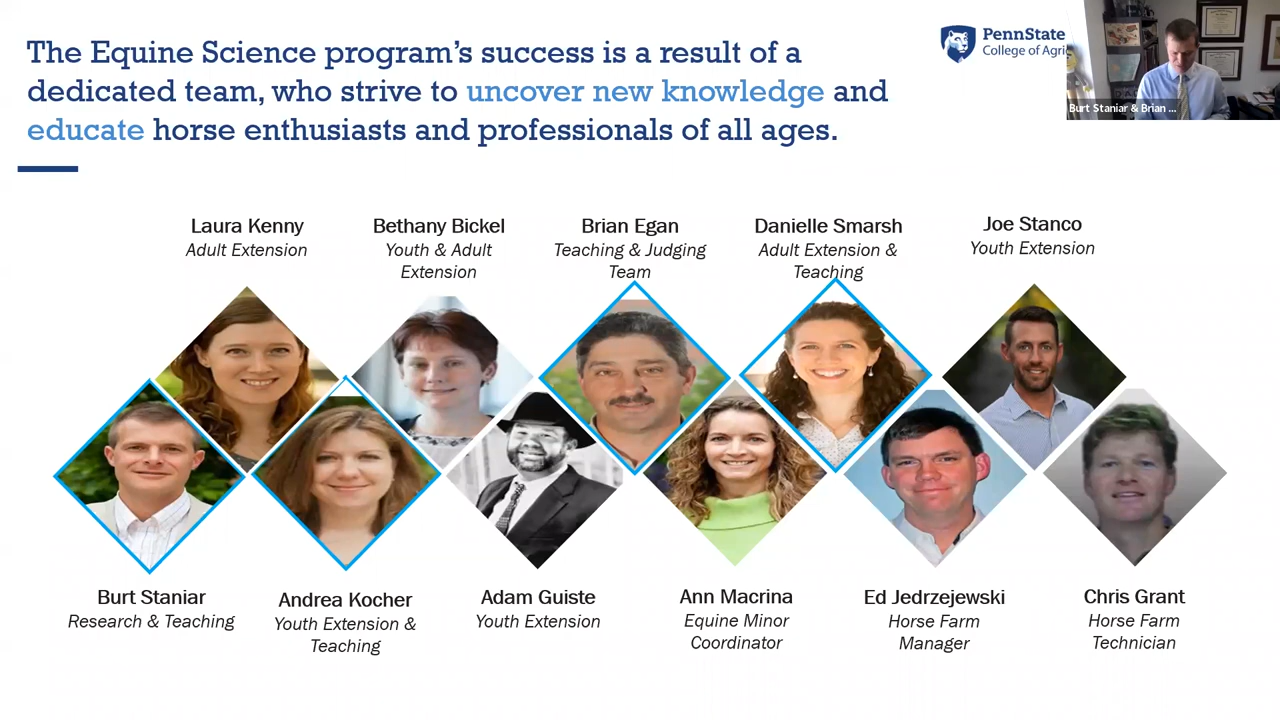 The Equine Science program's success is a result of a
dedicated team, who strive to uncover new knowledge and
educate horse enthusiasts and professionals of all ages.
PennState
College of Agric
Burt Staniar & Brian ...
Laura Kenny
Adult Extension
Bethany Bickel
Youth & Adult
Extension
Brian Egan
Teaching & Judging
Team
Danielle Smarsh
Adult Extension &
Teaching
Joe Stanco
Youth Extension
Burt Staniar
Research & Teaching
Andrea Kocher
Youth Extension &
Teaching
Adam Guiste
Youth Extension
Ann Macrina
Equine Minor
Coordinator
Ed Jedrzejewski
Horse Farm
Manager
Chris Grant
Horse Farm
Technician